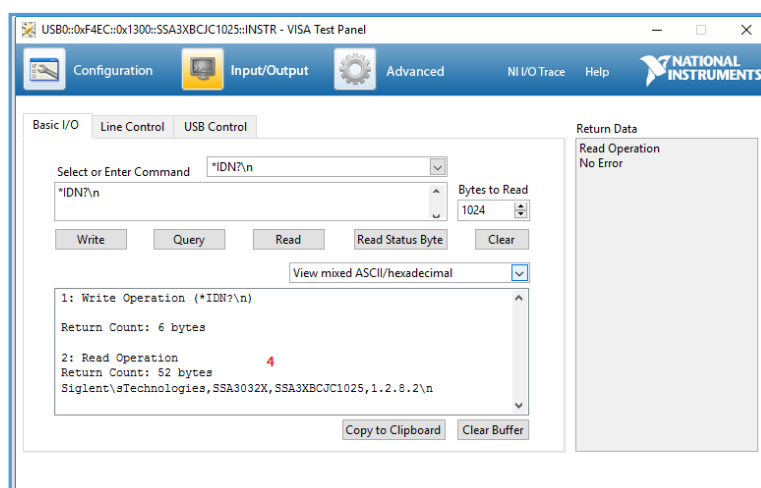 USB0::0xF4EC::0x1300::SSA3XBCJC1025::INSTR - VISA Test Panel
Configuration Input/Output Advanced NI I/O Trace Help NATIONAL INSTRUMENTS
Basic I/O Line Control USB Control
Return Data
Read Operation
No Error
Select or Enter Command *IDN?\n
*IDN?\n
Bytes to Read
1024
Write Query Read Read Status Byte Clear
View mixed ASCII/hexadecimal
1: Write Operation (*IDN?\n)
Return Count: 6 bytes
2: Read Operation
4
Return Count: 52 bytes
Siglent\sTechnologies,SSA3032X,SSA3XBCJC1025,1.2.8.2\n
Copy to Clipboard Clear Buffer